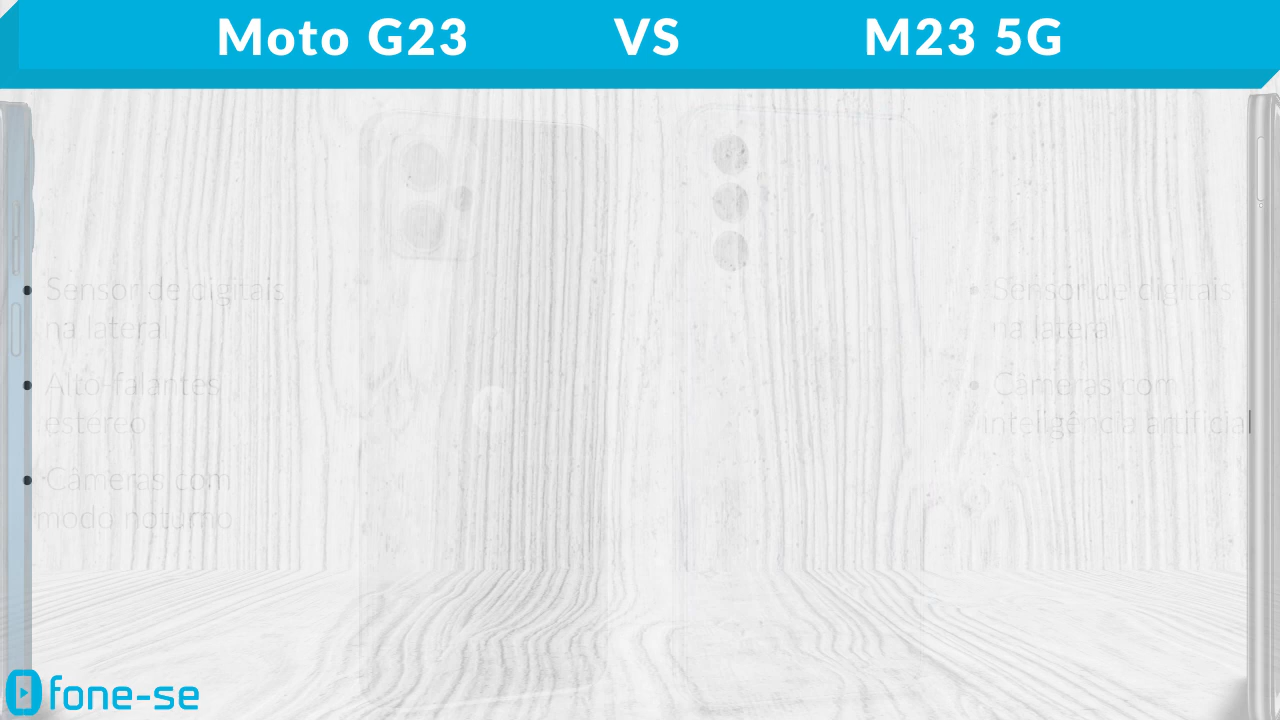 Moto G23 VS M23 5G
Sensor de digitais
na lateral
Alto-falantes
estéreo
Câmeras com
modo noturno
Sensor de digitais
na lateral
Câmeras com
inteligência artificial
fone-se